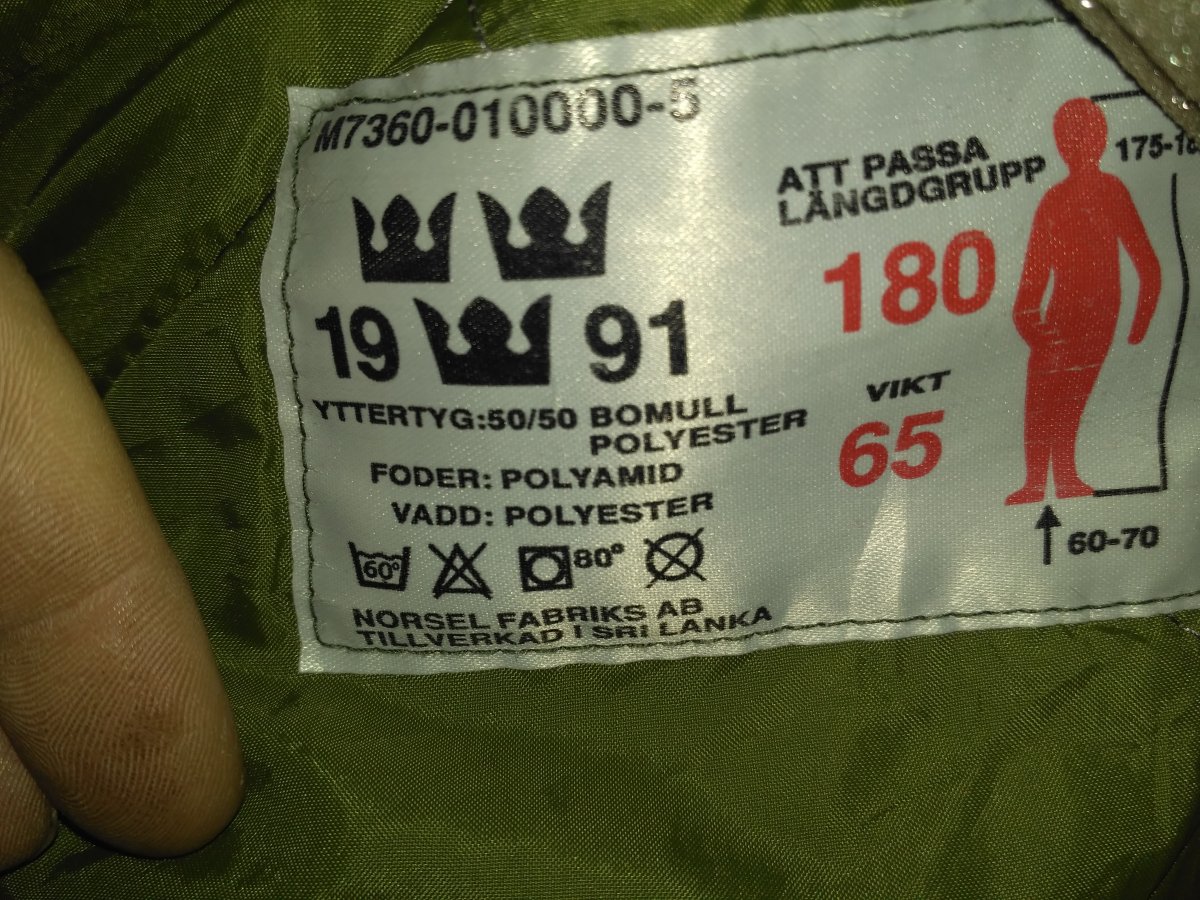 M7360-010000-5
19 91
YTTERTYG:50/50 BOMULL
POLYESTER
FODER: POLYAMID
VADD: POLYESTER
60°
80°
NORSEL FABRIKS AB
TILLVERKAD I SRI LANKA
ATT PASSA
LÄNGDGRUPP
180
VIKT
65
60-70